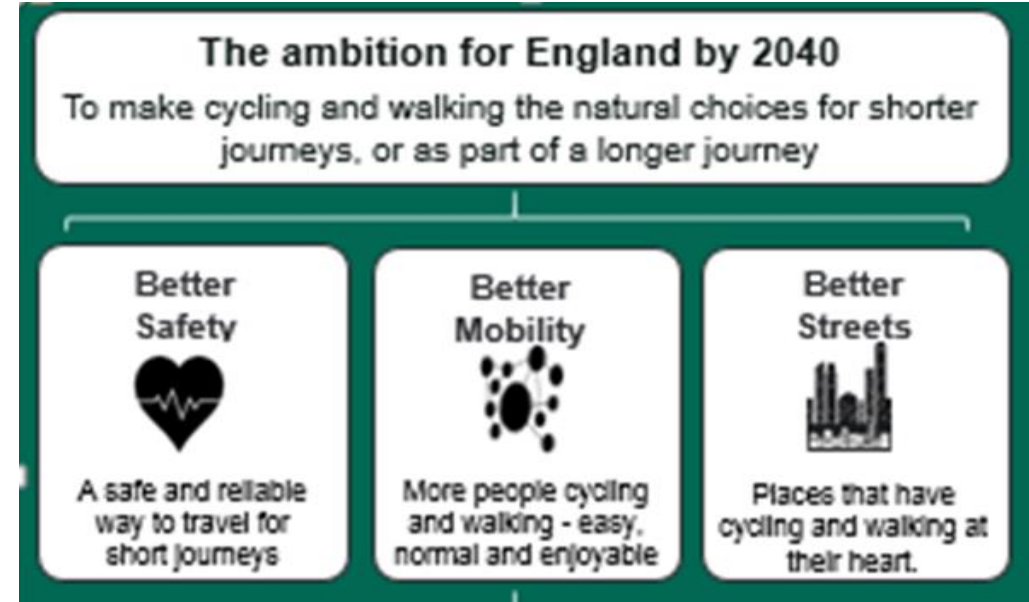 The ambition for England by 2040
To make cycling and walking the natural choices for shorter
journeys, or as part of a longer journey
Better
Safety
A safe and reliable
way to travel for
short journeys
Better
Mobility
More people cycling
and walking - easy,
normal and enjoyable
Better
Streets
Places that have
cycling and walking at
their heart.